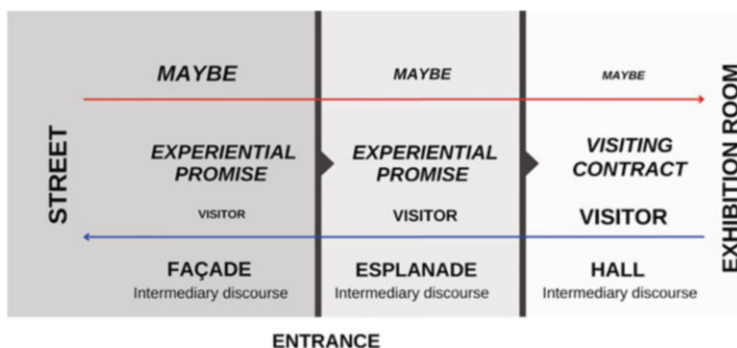 MAYBE
MAYBE
MAYBE
STREET
EXPERIENTIAL
PROMISE
EXPERIENTIAL
PROMISE
VISITING
CONTRACT
EXHIBITION ROOM
VISITOR
VISITOR
VISITOR
FAÇADE
ESPLANADE
HALL
Intermediary discourse
Intermediary discourse
Intermediary discourse
ENTRANCE